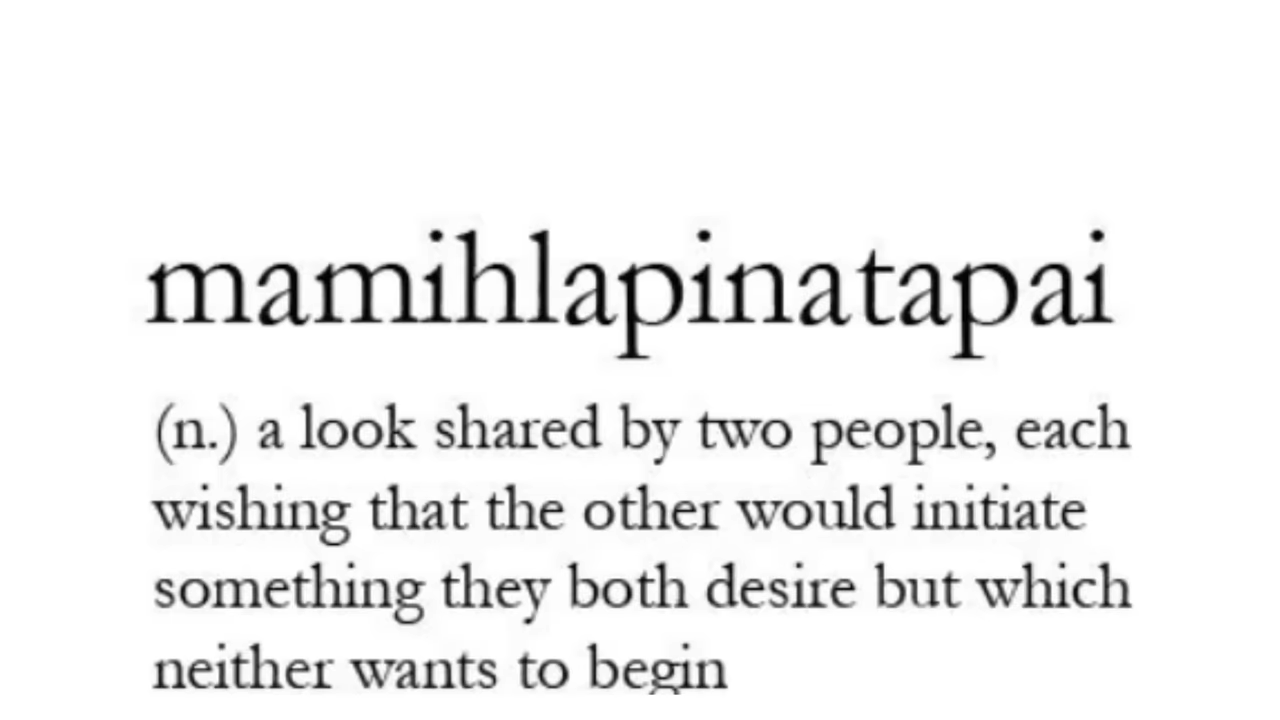 mamihlapinatapai
(n.) a look shared by two people, each
wishing that the other would initiate
something they both desire but which
neither wants to begin